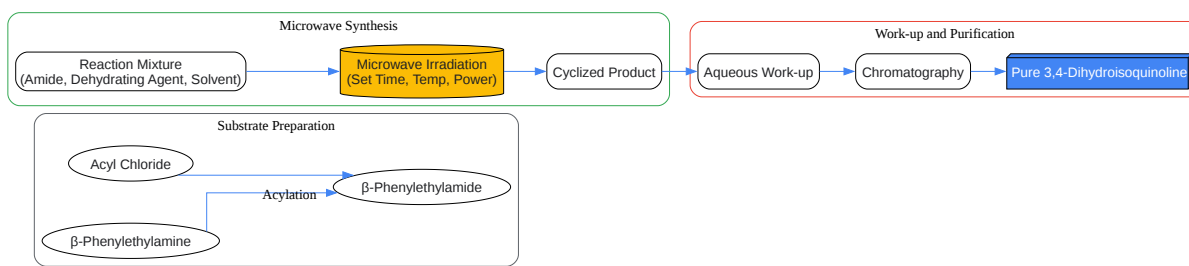 Microwave Synthesis
Reaction Mixture
(Amide, Dehydrating Agent, Solvent)
Microwave Irradiation
(Set Time, Temp, Power)
Cyclized Product
Work-up and Purification
Aqueous Work-up
Chromatography
Pure 3,4-Dihydroisoquinoline
Substrate Preparation
Acyl Chloride
Acylation
β-Phenylethylamide
β-Phenylethylamine